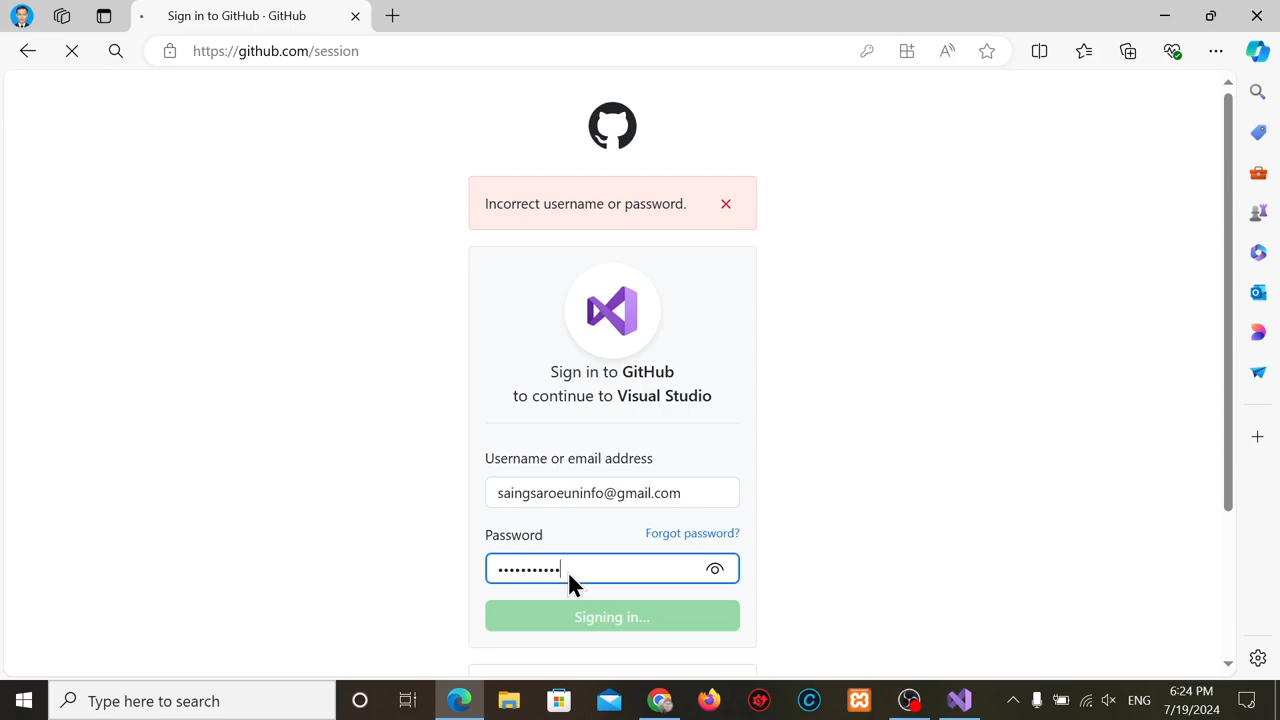 Sign in to GitHub · GitHub
https://github.com/session
Incorrect username or password.
Sign in to GitHub
to continue to Visual Studio
Username or email address
saingsaroeuninfo@gmail.com
Password
Forgot password?
•••••••••••
Signing in...
Type here to search
ENG
6:24 PM
7/19/2024